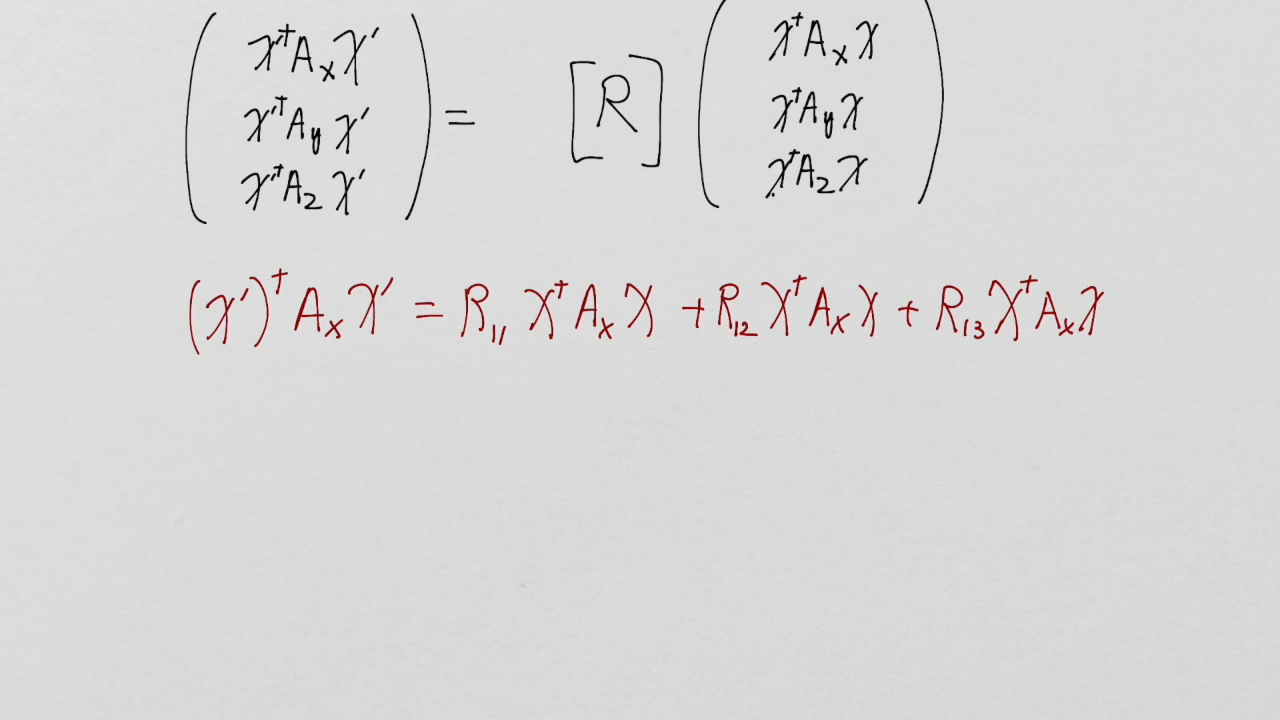 χ'†Aₓχ' χ†Aₓχ
χ'†A_yχ' = [R] χ†A_yχ
χ'†A_zχ' χ†A_zχ
(χ')†Aₓχ' = R₁₁χ†Aₓχ + R₁₂χ†Aₓχ + R₁₃χ†Aₓχ